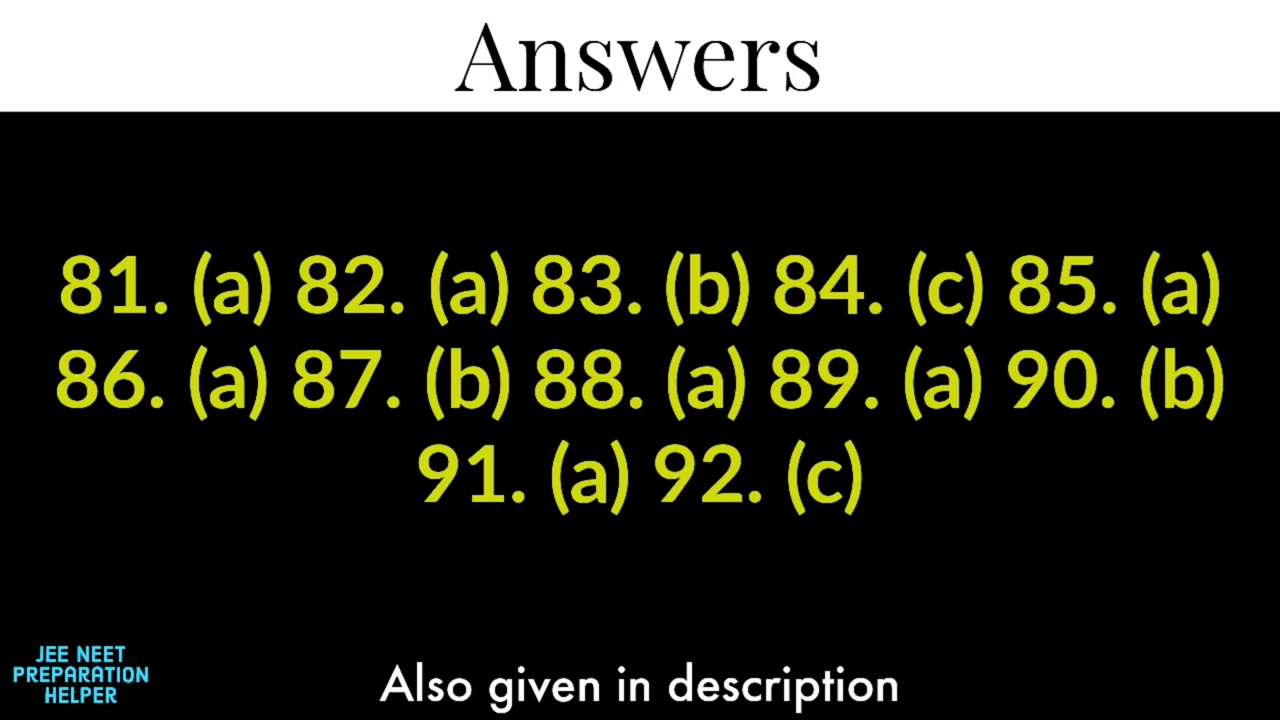 Answers
81. (a) 82. (a) 83. (b) 84. (c) 85. (a)
86. (a) 87. (b) 88. (a) 89. (a) 90. (b)
91. (a) 92. (c)
JEE NEET
PREPARATION
HELPER
Also given in description